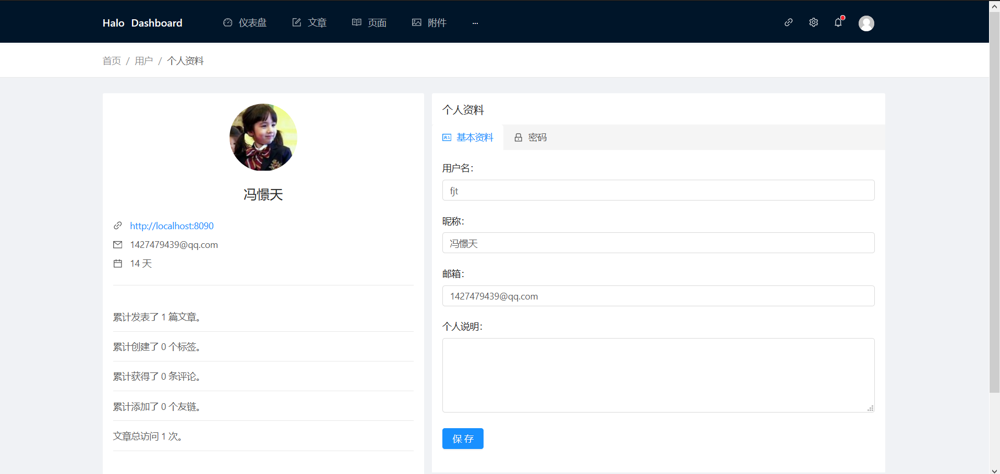 Halo Dashboard 仪表盘 文章 页面 附件 ···
首页 / 用户 / 个人资料
冯憬天
http://localhost:8090
1427479439@qq.com
14 天
累计发表了 1 篇文章。
累计创建了 0 个标签。
累计获得了 0 条评论。
累计添加了 0 个友链。
文章总访问 1 次。
个人资料
基本资料 密码
用户名：
fjt
昵称：
冯憬天
邮箱：
1427479439@qq.com
个人说明：
保 存